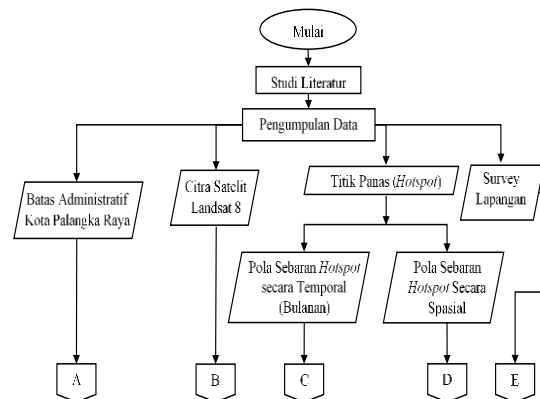 Mulai
Studi Literatur
Pengumpulan Data
Batas Administratif
Kota Palangka Raya
Citra Satelit
Landsat 8
Titik Panas (Hotspot)
Survey
Lapangan
Pola Sebaran Hotspot
secara Temporal
(Bulanan)
Pola Sebaran
Hotspot Secara
Spasial
A
B
C
D
E